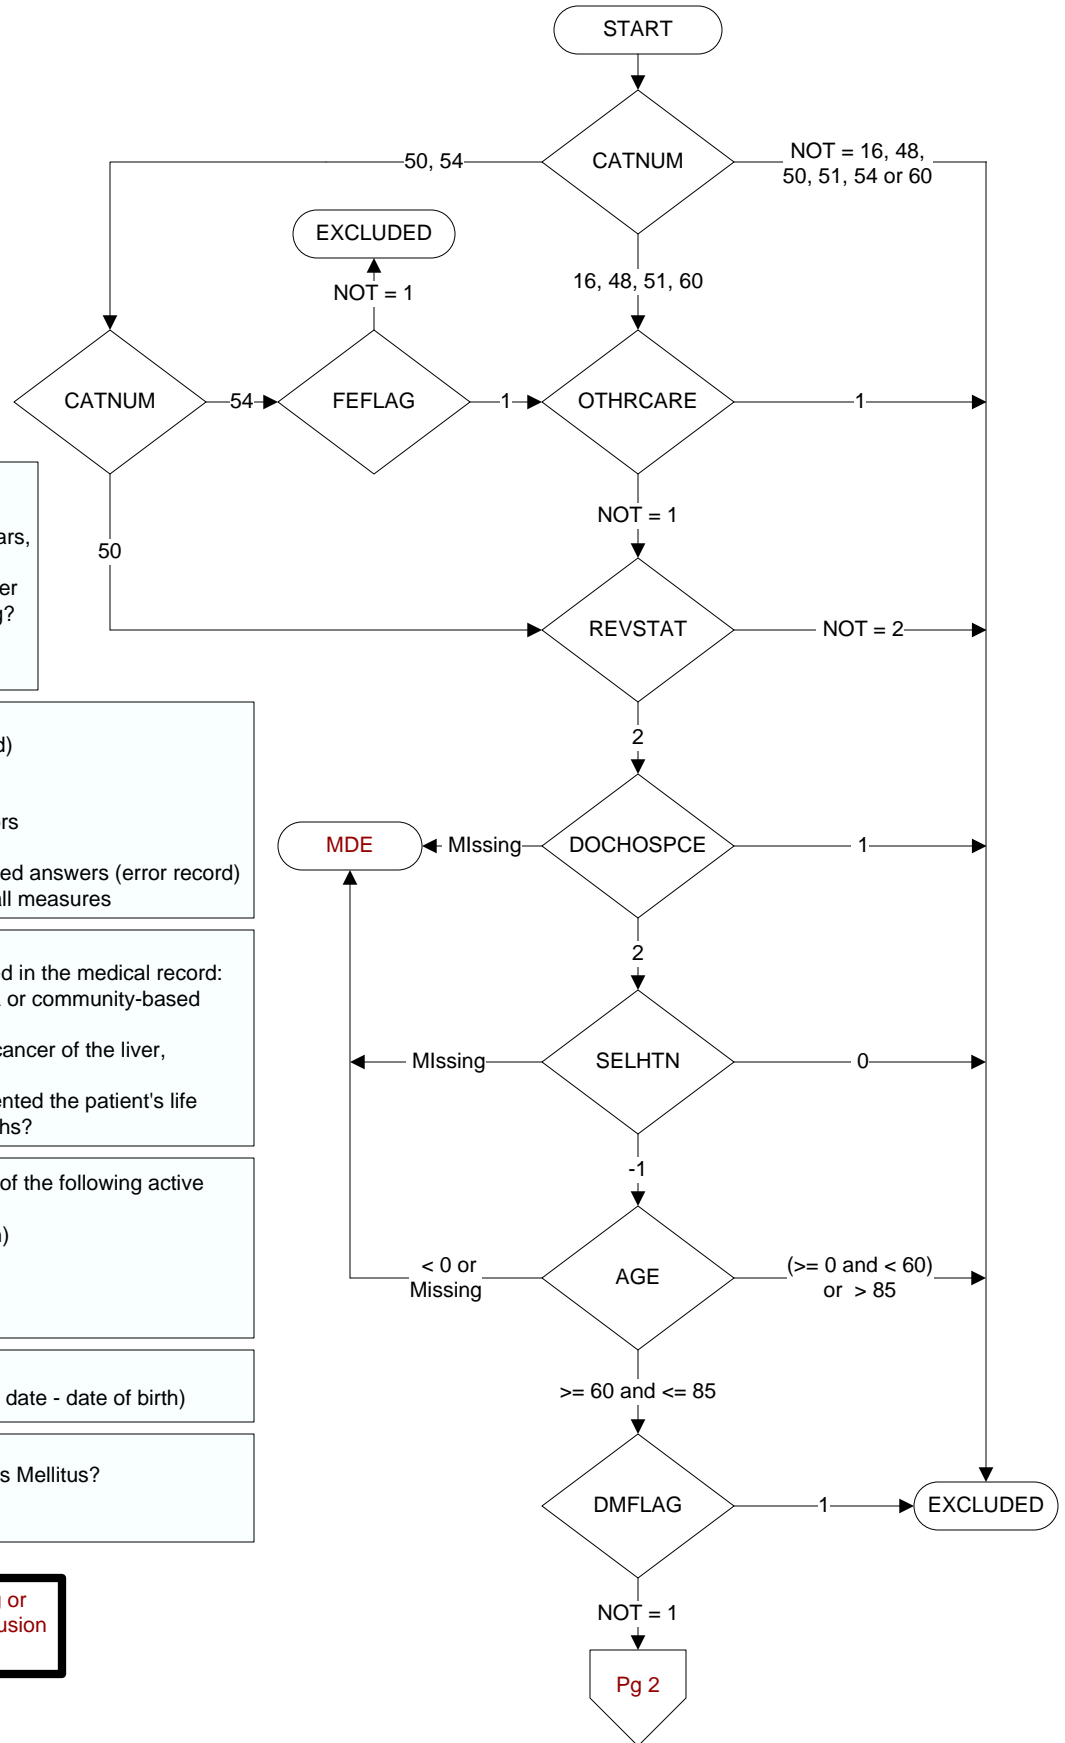 START
CATNUM
50, 54
NOT = 16, 48,
50, 51, 54 or 60
EXCLUDED
NOT = 1
16, 48, 51, 60
CATNUM
54
FEFLAG
1
OTHRCARE
1
NOT = 1
50
REVSTAT
NOT = 2
2
MDE
MIssing
DOCHOSPCE
1
2
MIssing
SELHTN
0
-1
< 0 or
Missing
AGE
(>= 0 and < 60)
or > 85
>= 60 and <= 85
DMFLAG
1
EXCLUDED
NOT = 1
Pg 2
ars,
er
g?
d)
ors
ed answers (error record)
all measures
ed in the medical record:
or community-based
cancer of the liver,
ented the patient's life
hs?
of the following active
n)
date - date of birth)
s Mellitus?
g or
usion